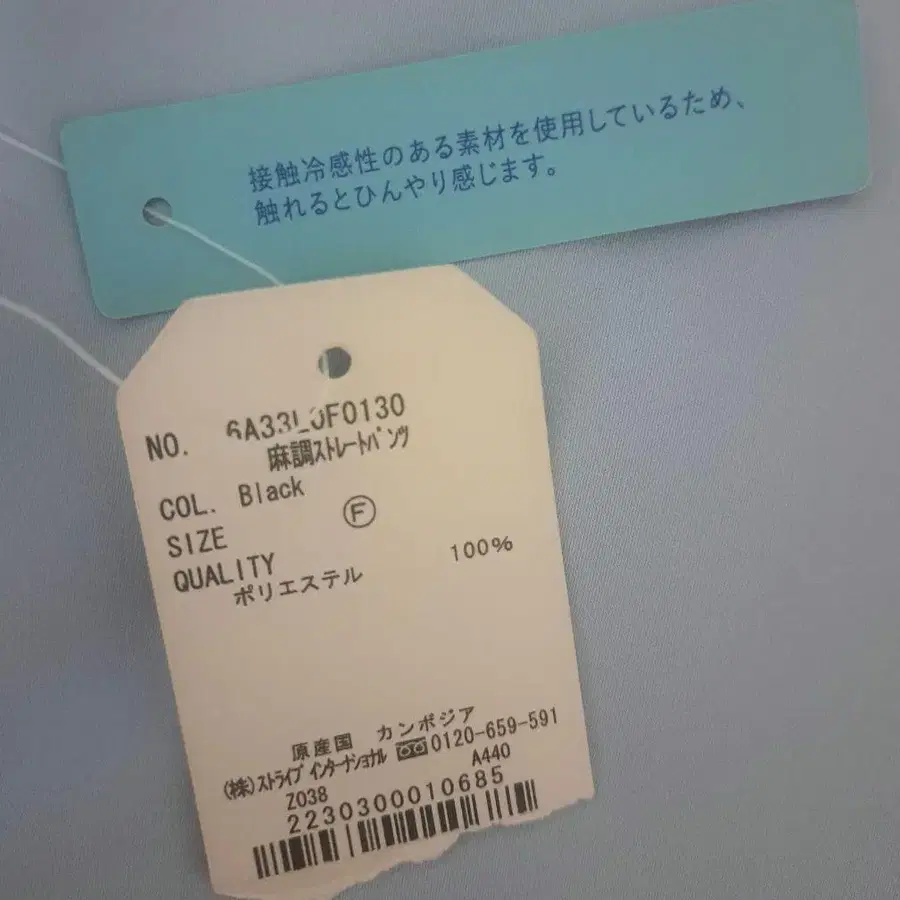 接触冷感性のある素材を使用しているため、
触れるとひんやり感じます。
NO. 6A33L0F0130
麻調ストレートパンツ
COL. Black
SIZE Ⓕ
QUALITY
ポリエステル 100%
原産国 カンボジア
(株)ストライプインターナショナル 0120-659-591
Z038 A440
2230300010685